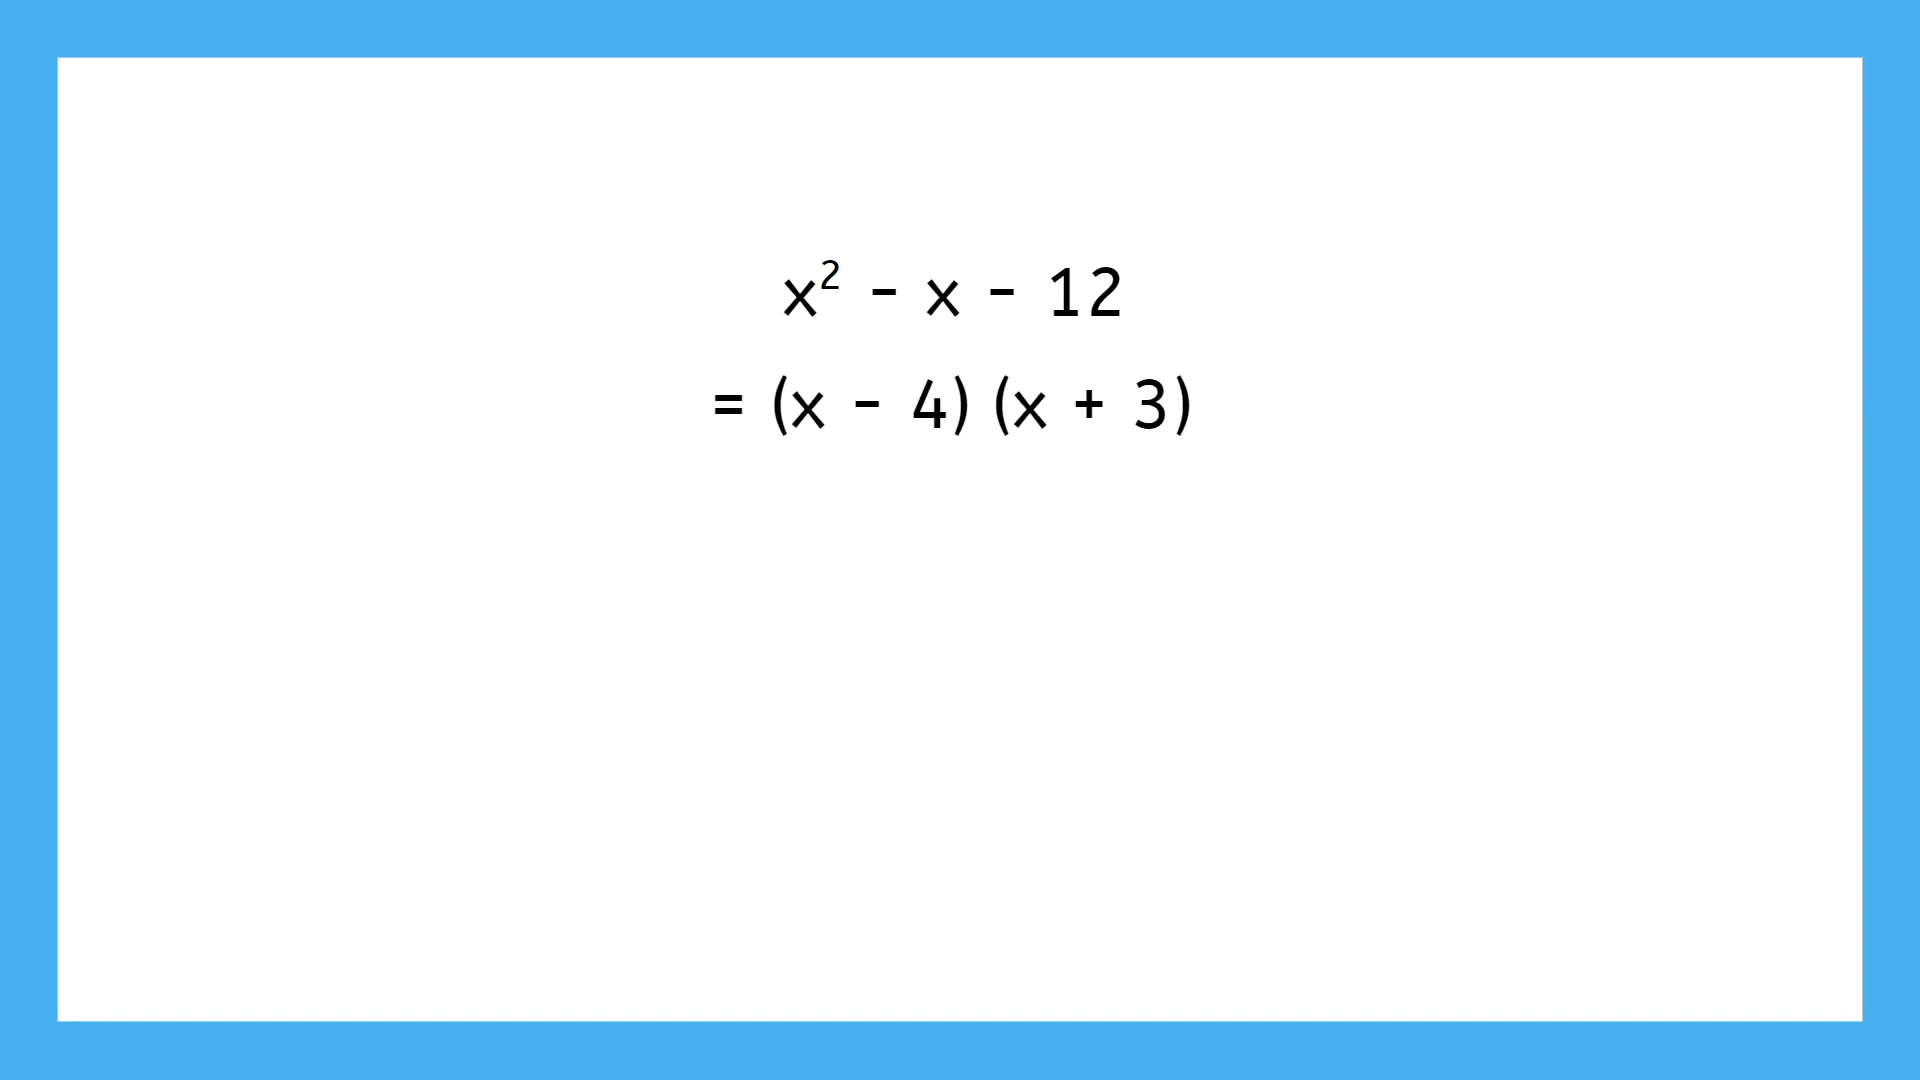 x² - x - 12
= (x - 4) (x + 3)